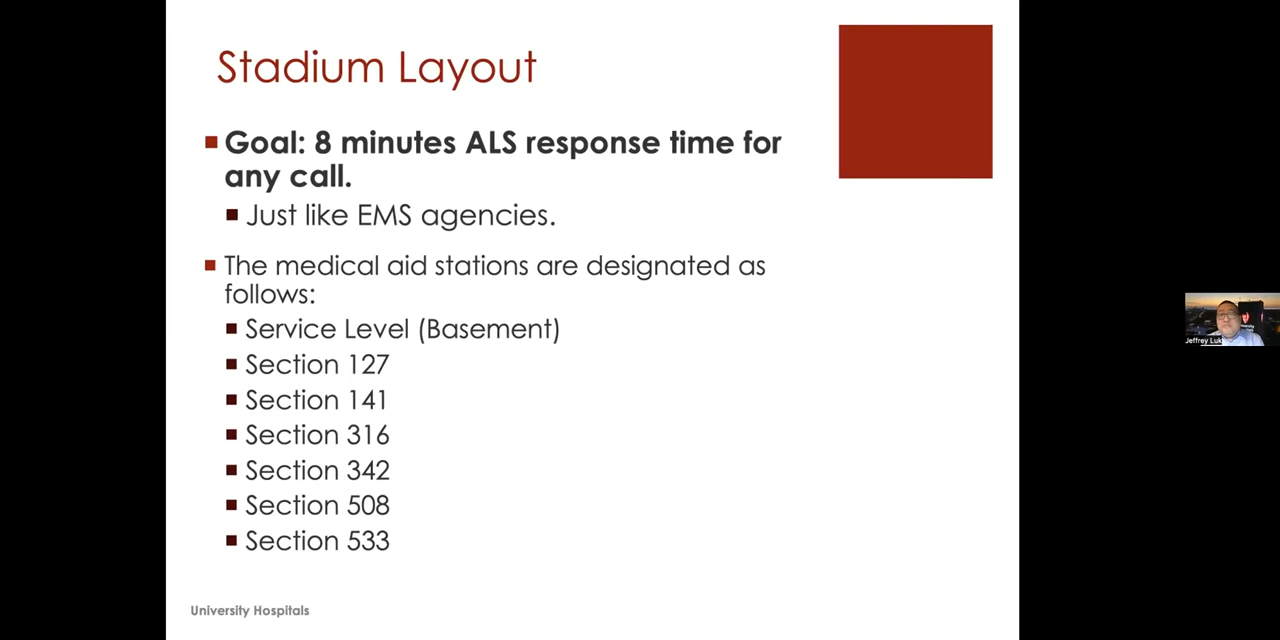 Stadium Layout
Goal: 8 minutes ALS response time for
any call.
Just like EMS agencies.
The medical aid stations are designated as
follows:
Service Level (Basement)
Section 127
Section 141
Section 316
Section 342
Section 508
Section 533
University Hospitals
Jeffrey Luk